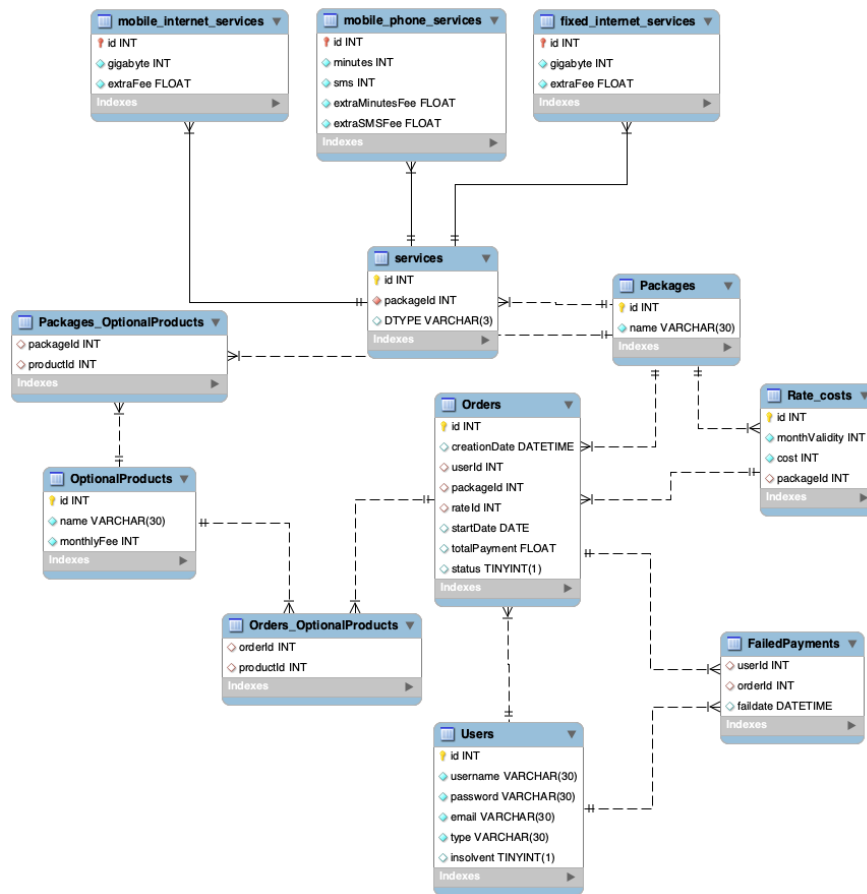 mobile_internet_services
id INT
gigabyte INT
extraFee FLOAT
Indexes
mobile_phone_services
id INT
minutes INT
sms INT
extraMinutesFee FLOAT
extraSMSFee FLOAT
Indexes
fixed_internet_services
id INT
gigabyte INT
extraFee FLOAT
Indexes
services
id INT
packageId INT
DTYPE VARCHAR(3)
Indexes
Packages
id INT
name VARCHAR(30)
Indexes
Packages_OptionalProducts
packageId INT
productId INT
Indexes
Orders
id INT
creationDate DATETIME
userId INT
packageId INT
rateId INT
startDate DATE
totalPayment FLOAT
status TINYINT(1)
Indexes
Rate_costs
id INT
monthValidity INT
cost INT
packageId INT
Indexes
OptionalProducts
id INT
name VARCHAR(30)
monthlyFee INT
Indexes
Orders_OptionalProducts
orderId INT
productId INT
Indexes
FailedPayments
userId INT
orderId INT
faildate DATETIME
Indexes
Users
id INT
username VARCHAR(30)
password VARCHAR(30)
email VARCHAR(30)
type VARCHAR(30)
insolvent TINYINT(1)
Indexes